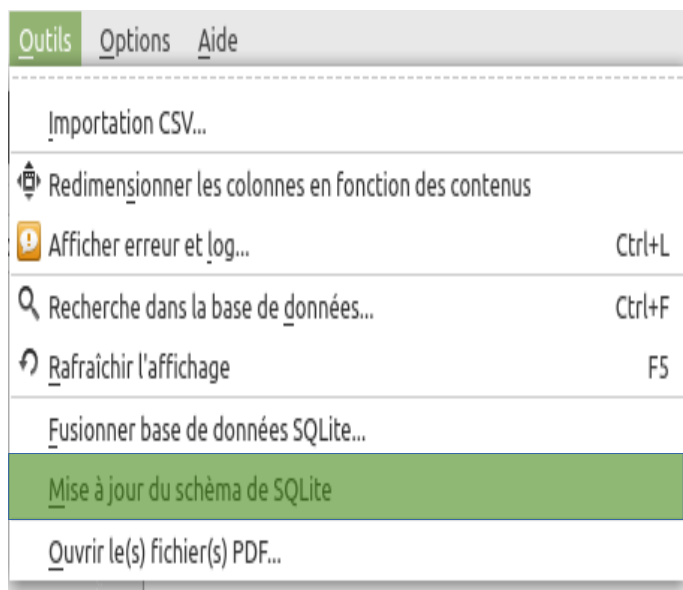 Outils Options Aide
Importation CSV...
Redimensionner les colonnes en fonction des contenus
Afficher erreur et log... Ctrl+L
Recherche dans la base de données... Ctrl+F
Rafraîchir l'affichage F5
Fusionner base de données SQLite...
Mise à jour du schèma de SQLite
Ouvrir le(s) fichier(s) PDF...